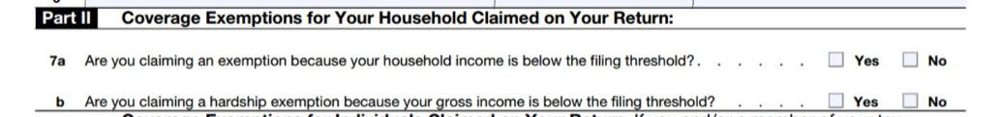 Part II Coverage Exemptions for Your Household Claimed on Your Return:
7a Are you claiming an exemption because your household income is below the filing threshold? . . . . . . Yes No
b Are you claiming a hardship exemption because your gross income is below the filing threshold? . . . . Yes No